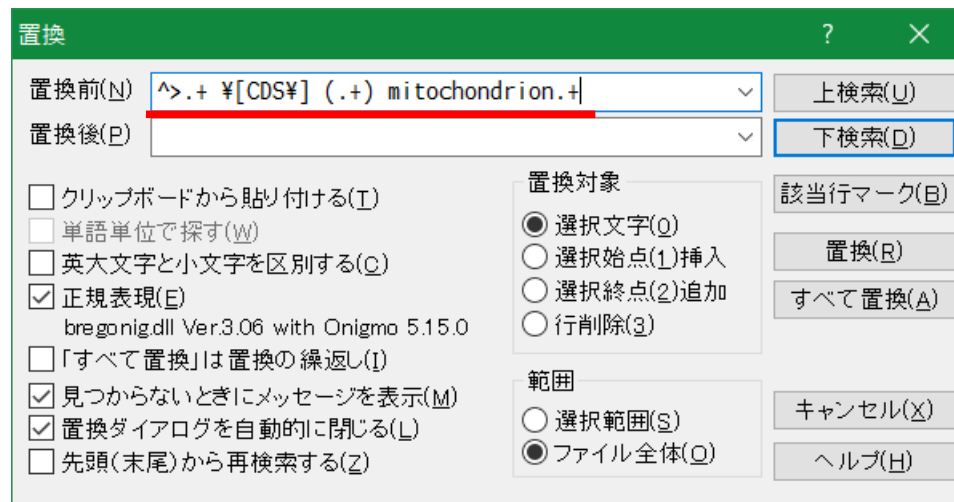 置換 ?
置換前(N) ^>.+ ¥[CDS¥] (.+) mitochondrion.+ 上検索(U)
置換後(P) 下検索(D)
クリップボードから貼り付ける(T) 置換対象 該当行マーク(B)
単語単位で探す(W) 選択文字(0)
英大文字と小文字を区別する(C) 選択始点(1)挿入 置換(R)
正規表現(E) 選択終点(2)追加 すべて置換(A)
bregonig.dll Ver.3.06 with Onigmo 5.15.0 行削除(3)
「すべて置換」は置換の繰返し(I)
見つからないときにメッセージを表示(M) 範囲
置換ダイアログを自動的に閉じる(L) 選択範囲(S) キャンセル(X)
先頭(末尾)から再検索する(Z) ファイル全体(O) ヘルプ(H)